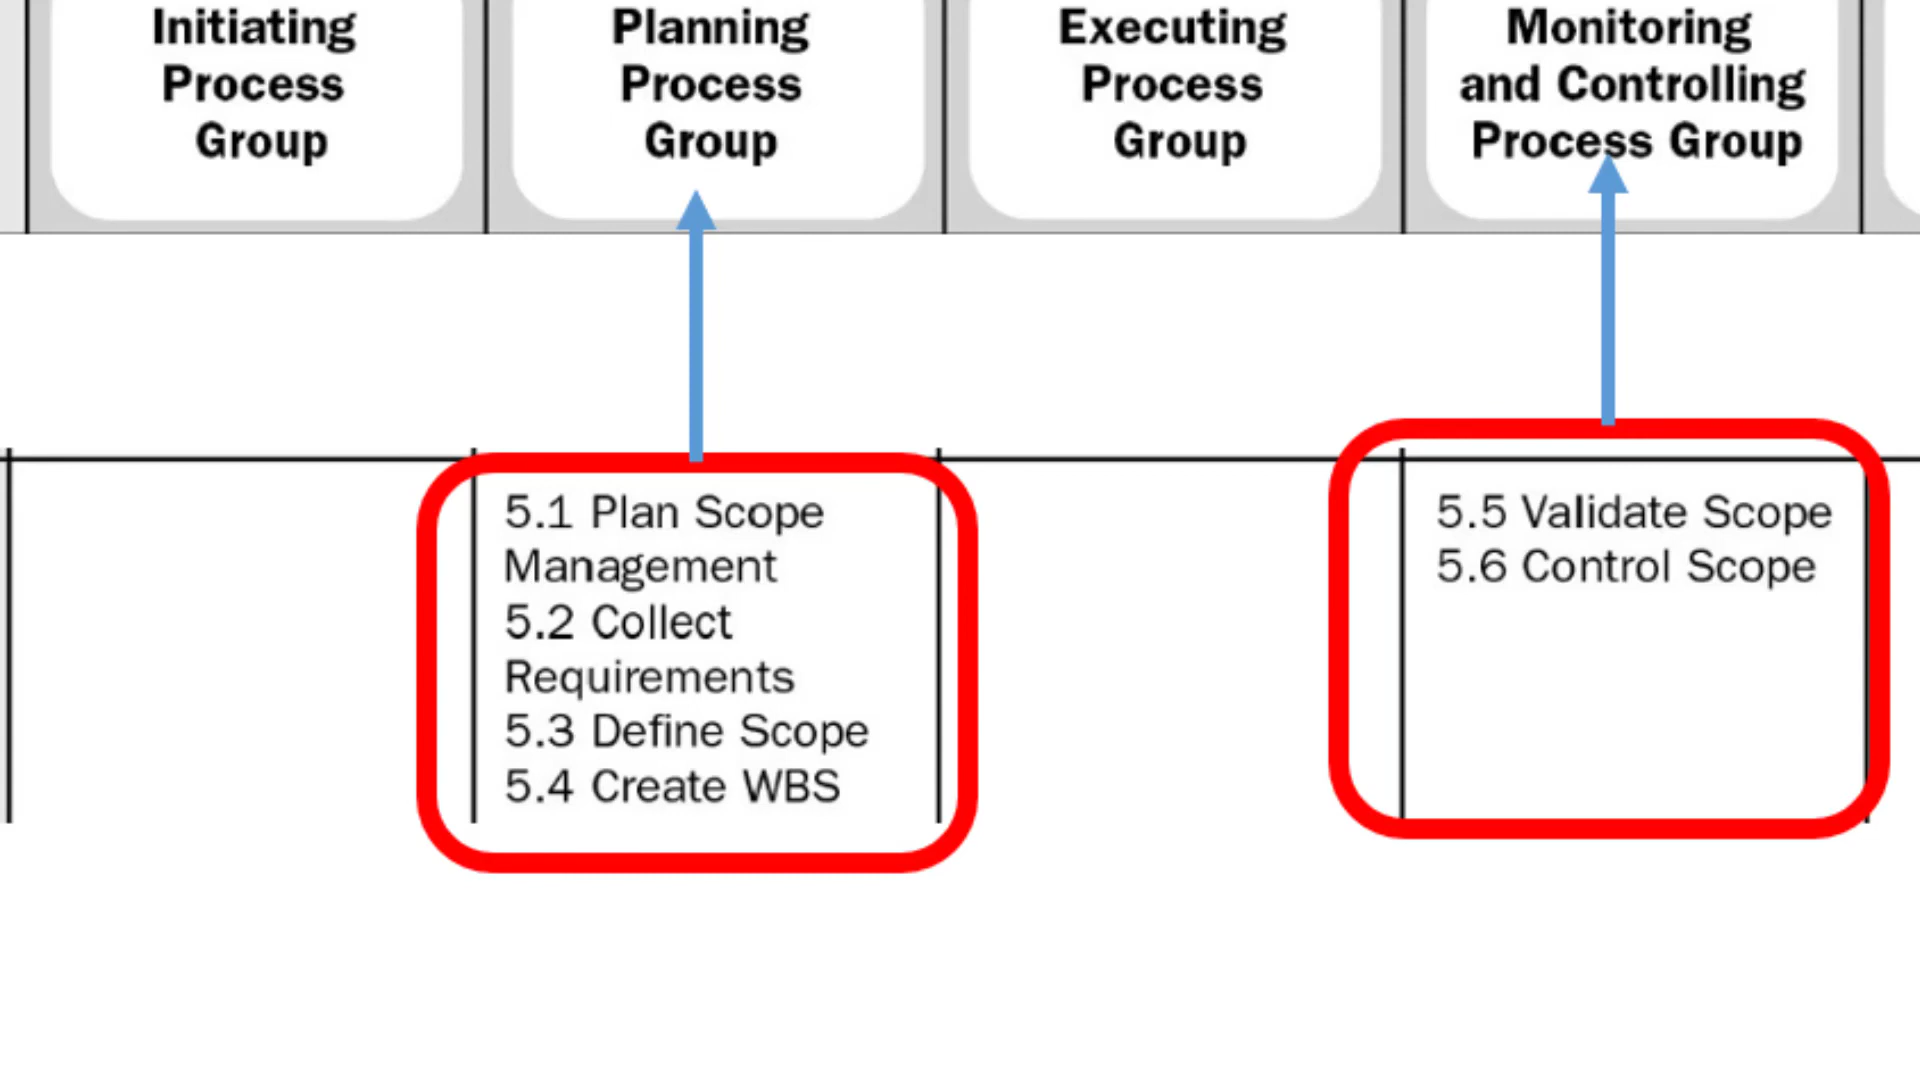 Initiating
Process
Group
Planning
Process
Group
Executing
Process
Group
Monitoring
and Controlling
Process Group
5.1 Plan Scope
Management
5.2 Collect
Requirements
5.3 Define Scope
5.4 Create WBS
5.5 Validate Scope
5.6 Control Scope